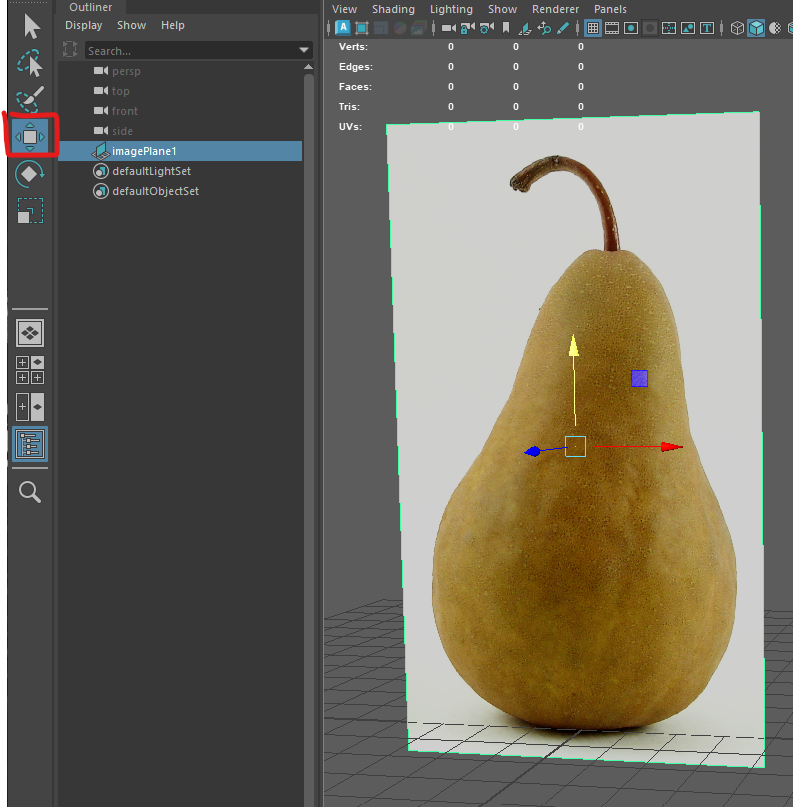 Outliner
Display Show Help
Search...
persp
top
front
side
imagePlane1
defaultLightSet
defaultObjectSet
View Shading Lighting Show Renderer Panels
A T
Verts: 0 0 0
Edges: 0 0 0
Faces: 0 0 0
Tris: 0 0 0
UVs: 0 0 0